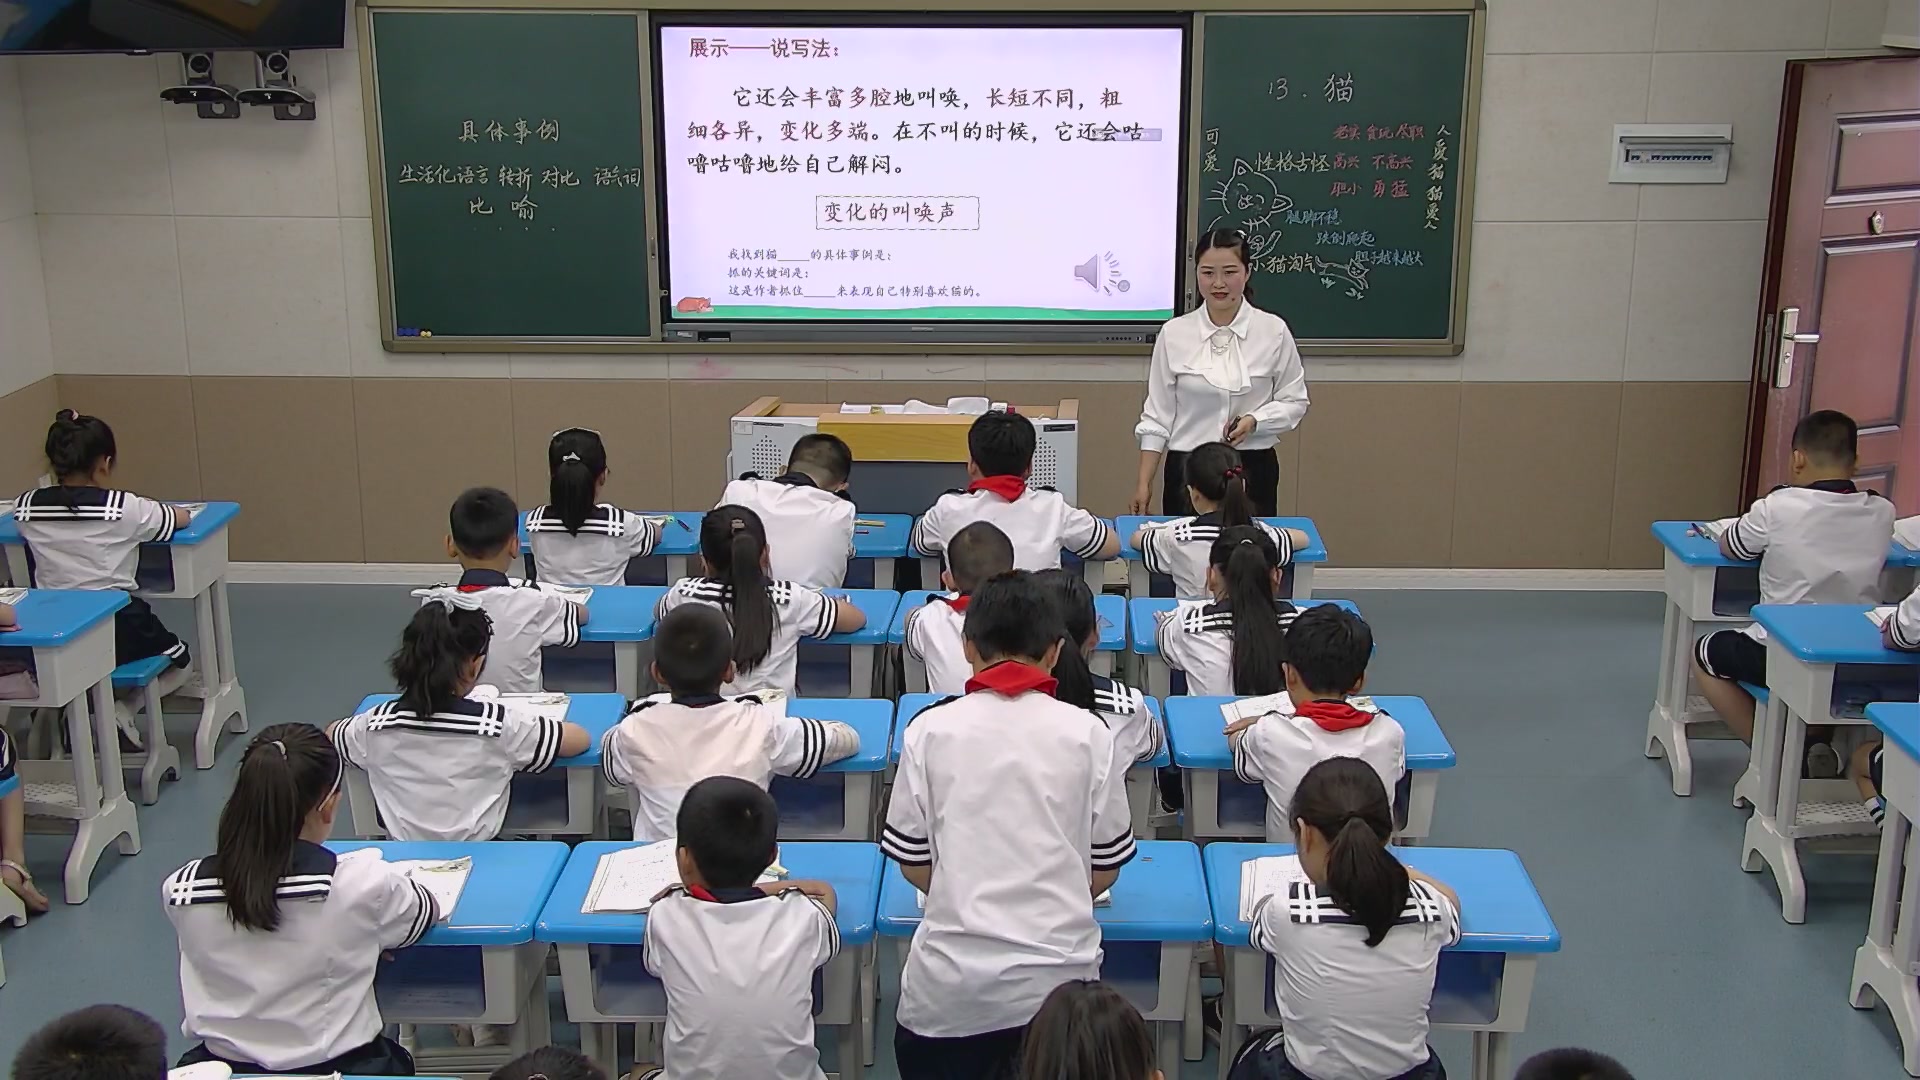 具体事例
生活化语言 转折 对比 语气词
比喻
展示——说写法：
它还会丰富多腔地叫唤，长短不同，粗
细各异，变化多端。在不叫的时候，它还会咕
噜咕噜地给自己解闷。
变化的叫唤声
我找到猫_____的具体事例是：
抓的关键词是：
这是作者抓住_____来表现自己特别喜欢猫的。
13. 猫
可爱
性格古怪
老实 贪玩 尽职
高兴 不高兴
胆小 勇猛
腿脚不稳
跌倒爬起
胆子越来越大
小猫淘气
人爱猫 猫爱人